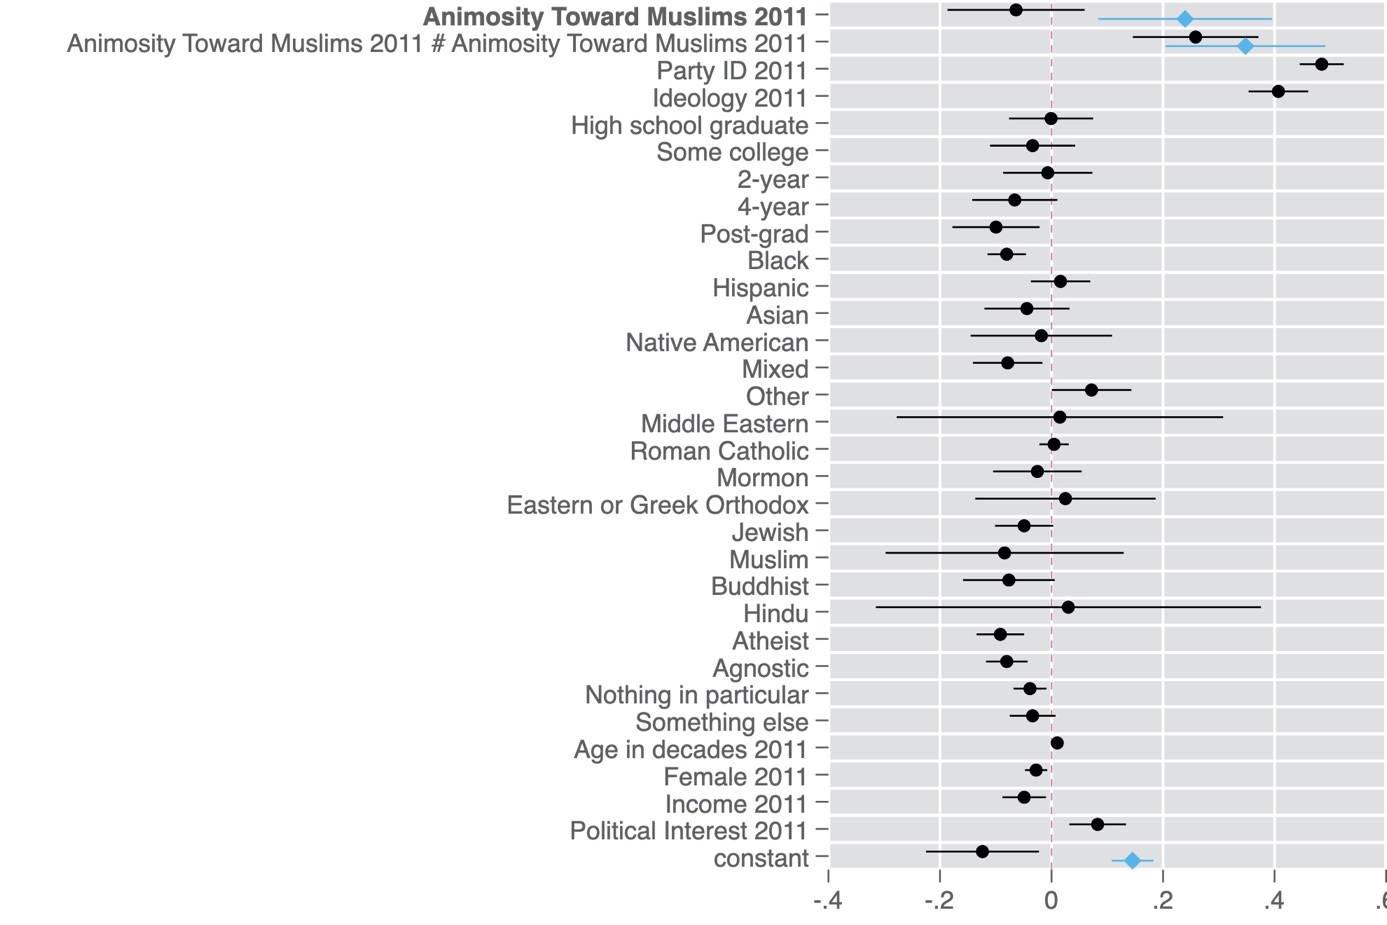 Animosity Toward Muslims 2011
Animosity Toward Muslims 2011 # Animosity Toward Muslims 2011
Party ID 2011
Ideology 2011
High school graduate
Some college
2-year
4-year
Post-grad
Black
Hispanic
Asian
Native American
Mixed
Other
Middle Eastern
Roman Catholic
Mormon
Eastern or Greek Orthodox
Jewish
Muslim
Buddhist
Hindu
Atheist
Agnostic
Nothing in particular
Something else
Age in decades 2011
Female 2011
Income 2011
Political Interest 2011
constant
-.4 -.2 0 .2 .4